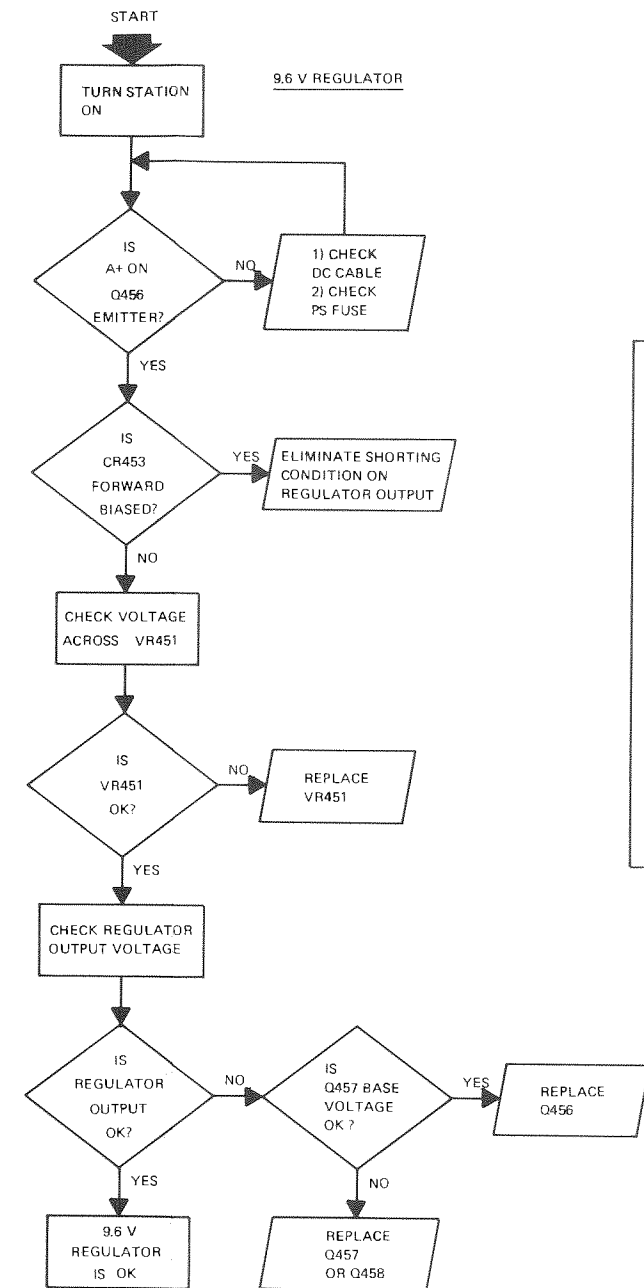 START
9.6 V REGULATOR
TURN STATION
ON
IS
A+ ON
Q456
EMITTER?
NO
1) CHECK
DC CABLE
2) CHECK
PS FUSE
YES
IS
CR453
FORWARD
BIASED?
YES
ELIMINATE SHORTING
CONDITION ON
REGULATOR OUTPUT
NO
CHECK VOLTAGE
ACROSS VR451
IS
VR451
OK?
NO
REPLACE
VR451
YES
CHECK REGULATOR
OUTPUT VOLTAGE
IS
REGULATOR
OUTPUT
OK?
NO
IS
Q457 BASE
VOLTAGE
OK ?
YES
REPLACE
Q456
YES
9.6 V
REGULATOR
IS OK
NO
REPLACE
Q457
OR Q458